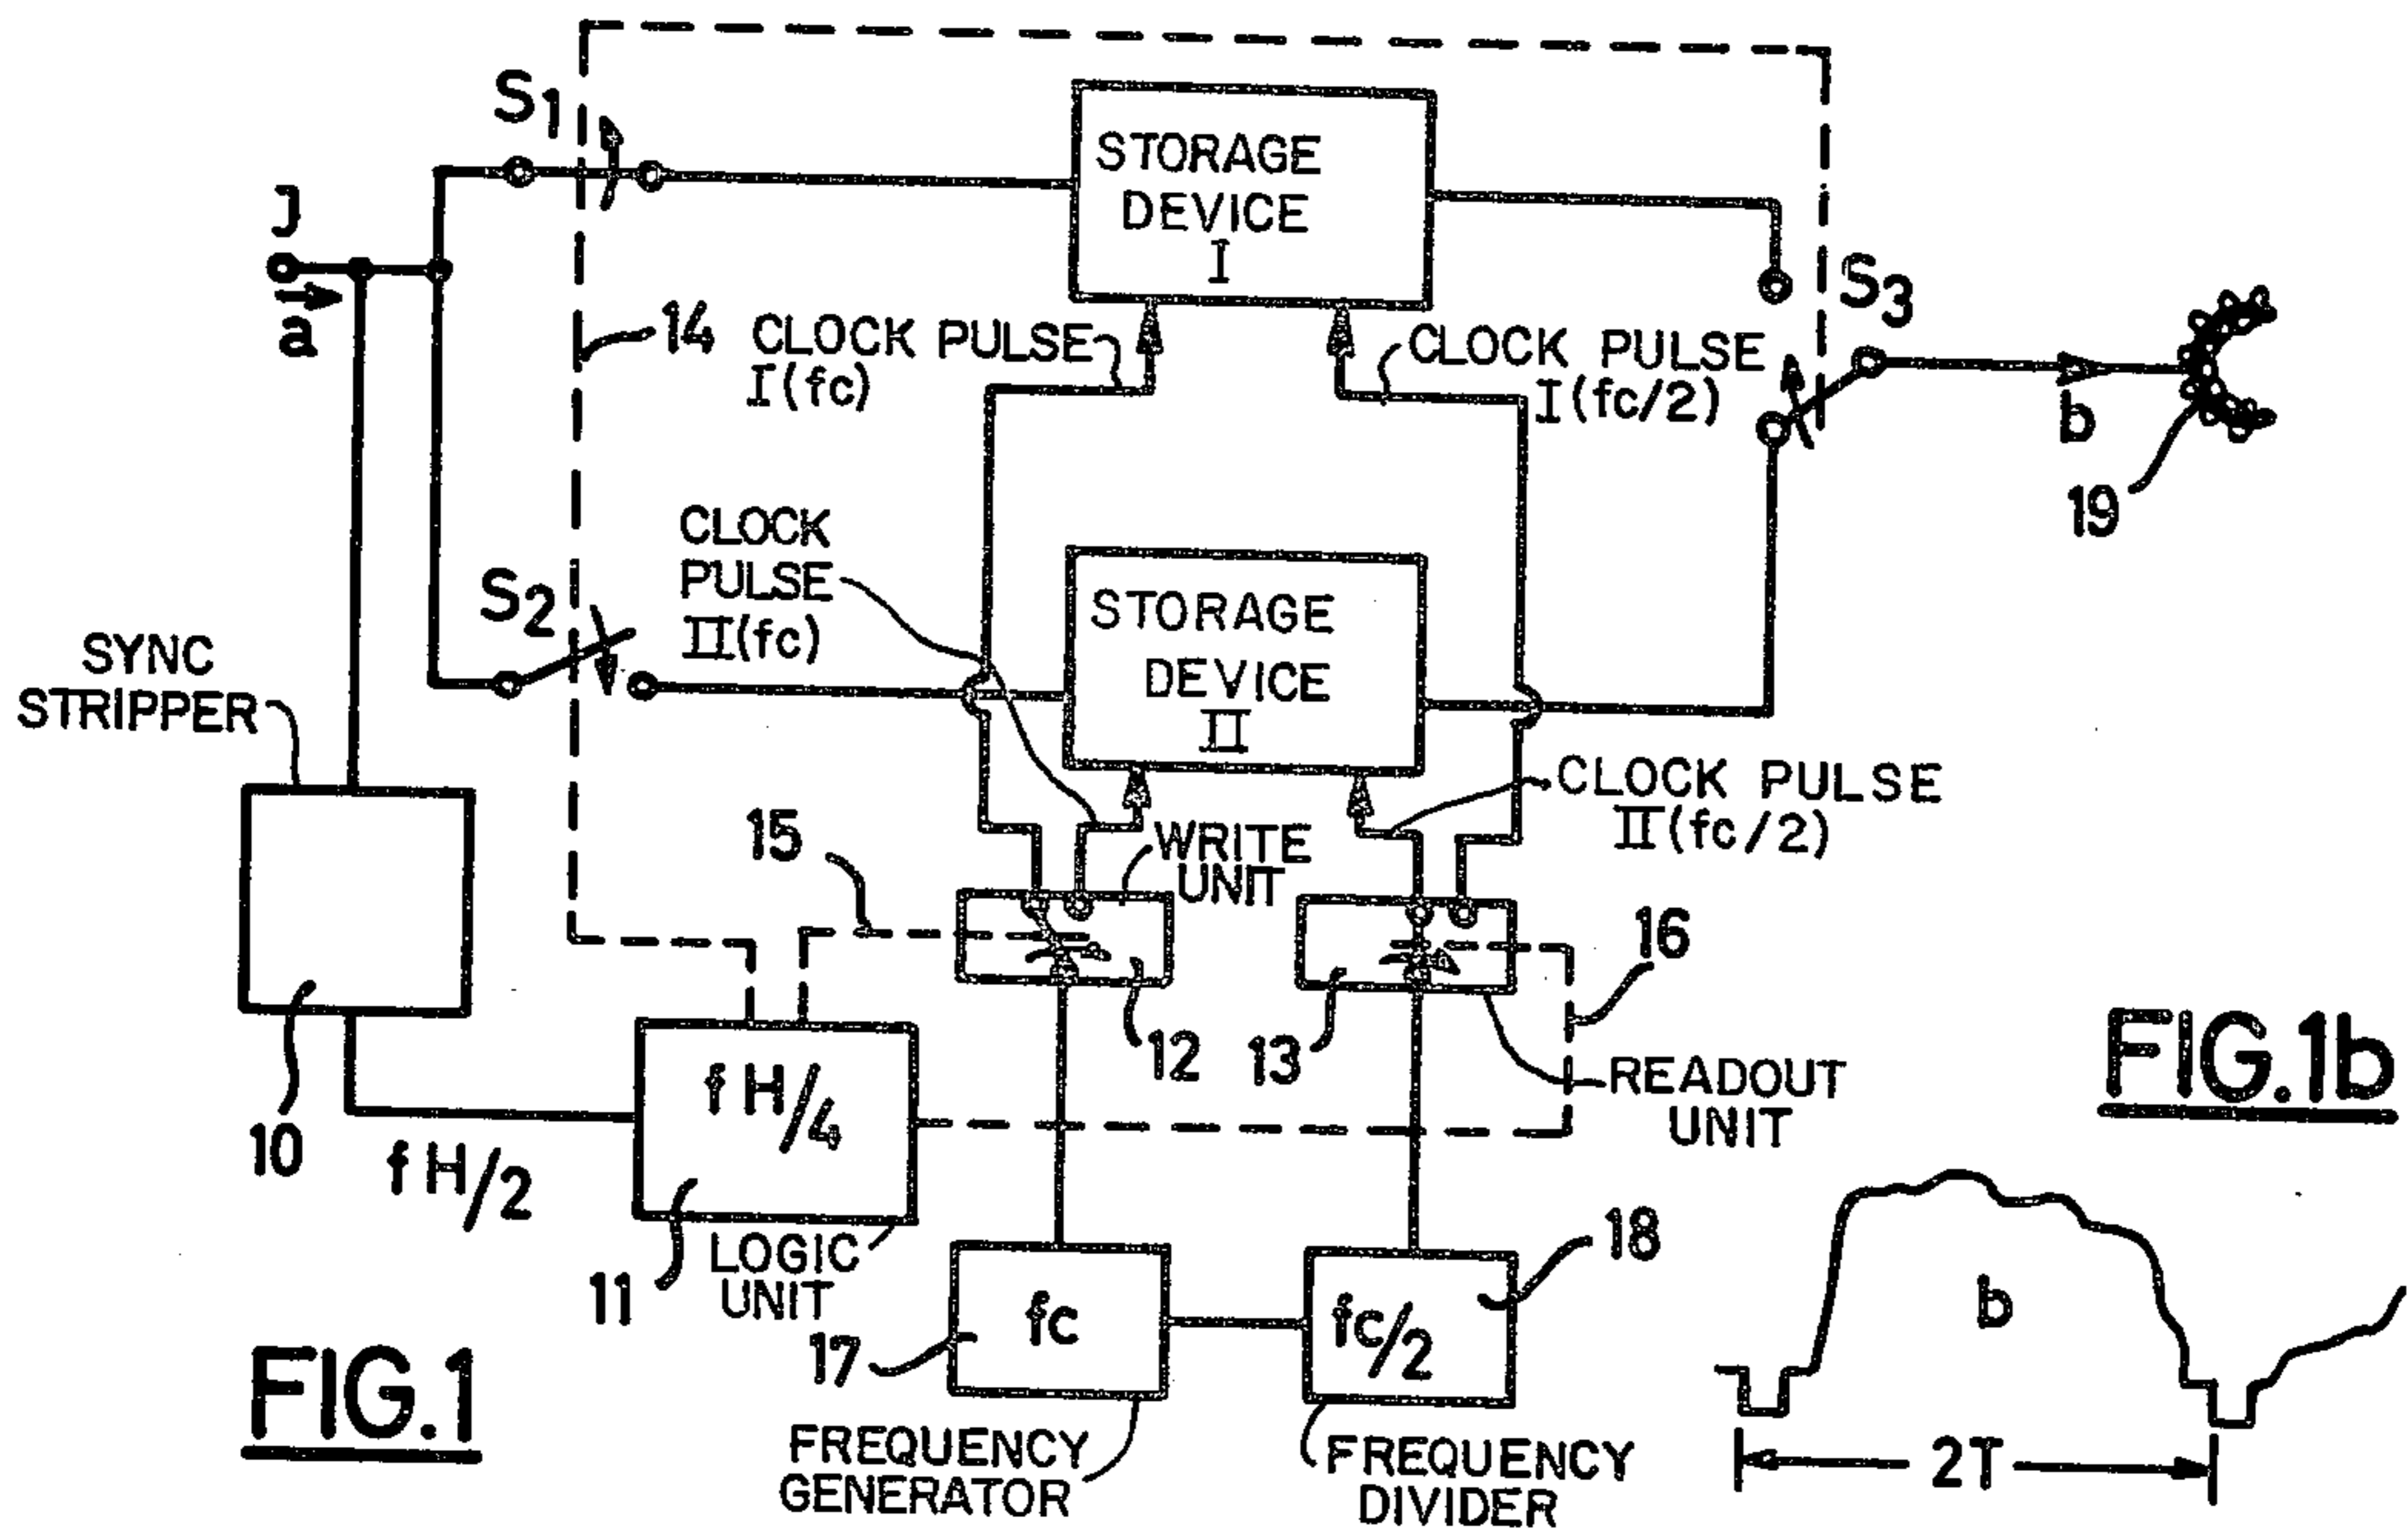 S1
STORAGE
DEVICE
I
J
a
14
CLOCK PULSE
I(fc)
CLOCK PULSE
I(fc/2)
S3
b
19
CLOCK
PULSE
II(fc)
S2
STORAGE
DEVICE
II
SYNC
STRIPPER
CLOCK PULSE
II(fc/2)
15
WRITE
UNIT
16
12
13
READOUT
UNIT
10
fH/2
fH/4
11
LOGIC
UNIT
17
fc
fc/2
18
FREQUENCY
GENERATOR
FREQUENCY
DIVIDER
FIG.1
FIG.1b
b
2T